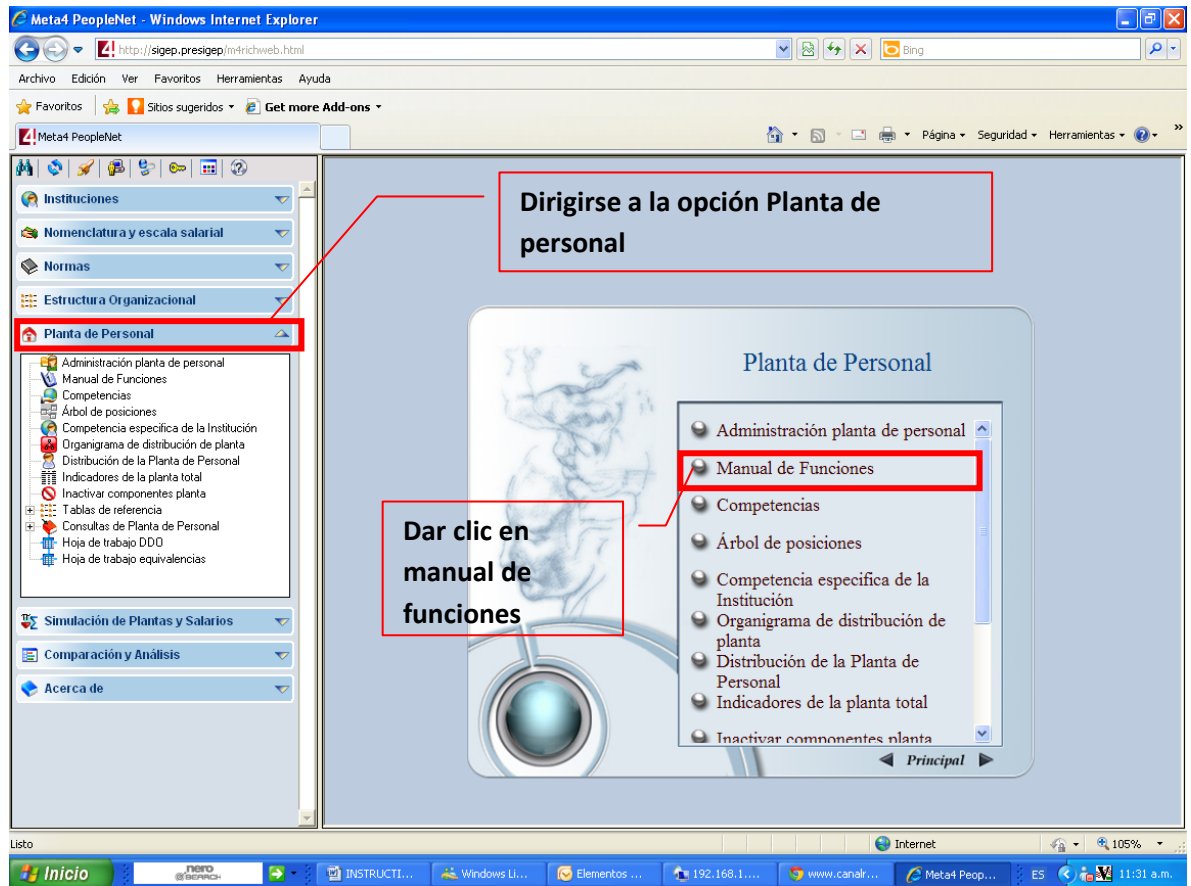 Meta4 PeopleNet - Windows Internet Explorer
http://sigep.presigep/m4richweb.html
Bing
Archivo Edición Ver Favoritos Herramientas Ayuda
Favoritos Sitios sugeridos Get more Add-ons
Meta4 PeopleNet
Página Seguridad Herramientas »
Instituciones
Nomenclatura y escala salarial
Normas
Estructura Organizacional
Planta de Personal
Administración planta de personal
Manual de Funciones
Competencias
Árbol de posiciones
Competencia especifica de la Institución
Organigrama de distribución de planta
Distribución de la Planta de Personal
Indicadores de la planta total
Inactivar componentes planta
Tablas de referencia
Consultas de Planta de Personal
Hoja de trabajo DDO
Hoja de trabajo equivalencias
Simulación de Plantas y Salarios
Comparación y Análisis
Acerca de
Dirigirse a la opción Planta de
personal
Planta de Personal
Administración planta de personal
Manual de Funciones
Competencias
Árbol de posiciones
Competencia especifica de la
Institución
Organigrama de distribución de
planta
Distribución de la Planta de
Personal
Indicadores de la planta total
Inactivar componentes planta
Principal
Dar clic en
manual de
funciones
Listo
Internet
105%
Inicio
nero
SEARCH
INSTRUCTI...
Windows Li...
Elementos ...
192.168.1....
www.canalr...
Meta4 Peop...
ES
11:31 a.m.